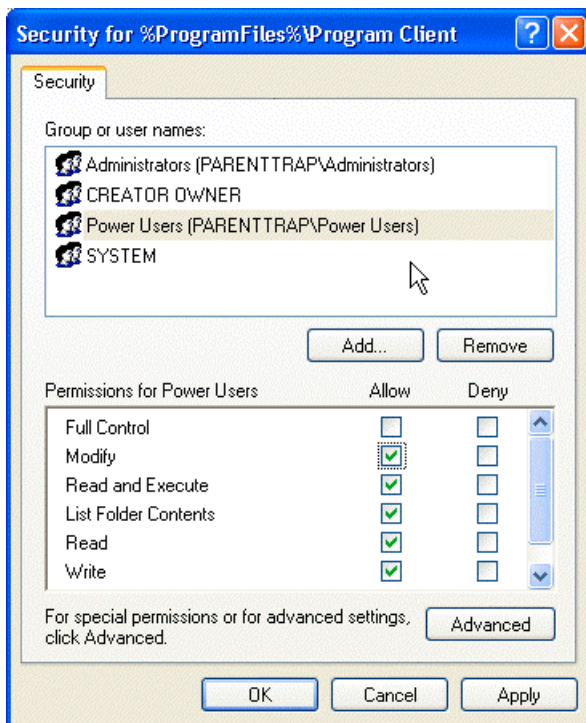 Security for %ProgramFiles%\Program Client
Security
Group or user names:
Administrators (PARENTTRAP\Administrators)
CREATOR OWNER
Power Users (PARENTTRAP\Power Users)
SYSTEM
Add... Remove
Permissions for Power Users Allow Deny
Full Control
Modify
Read and Execute
List Folder Contents
Read
Write
For special permissions or for advanced settings,
click Advanced.
Advanced
OK Cancel Apply